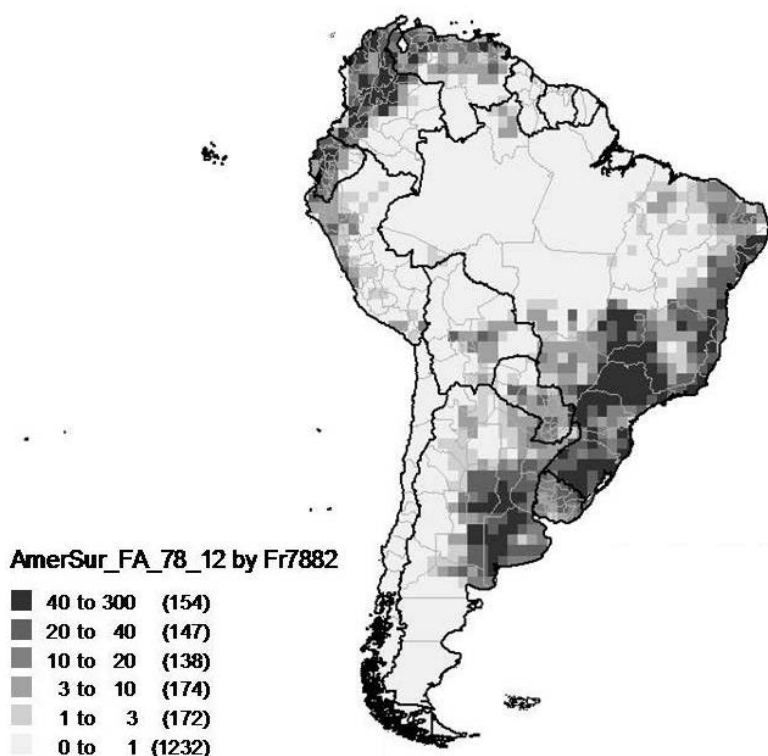 AmerSur_FA_78_12 by Fr7882
40 to 300 (154)
20 to 40 (147)
10 to 20 (138)
3 to 10 (174)
1 to 3 (172)
0 to 1 (1232)